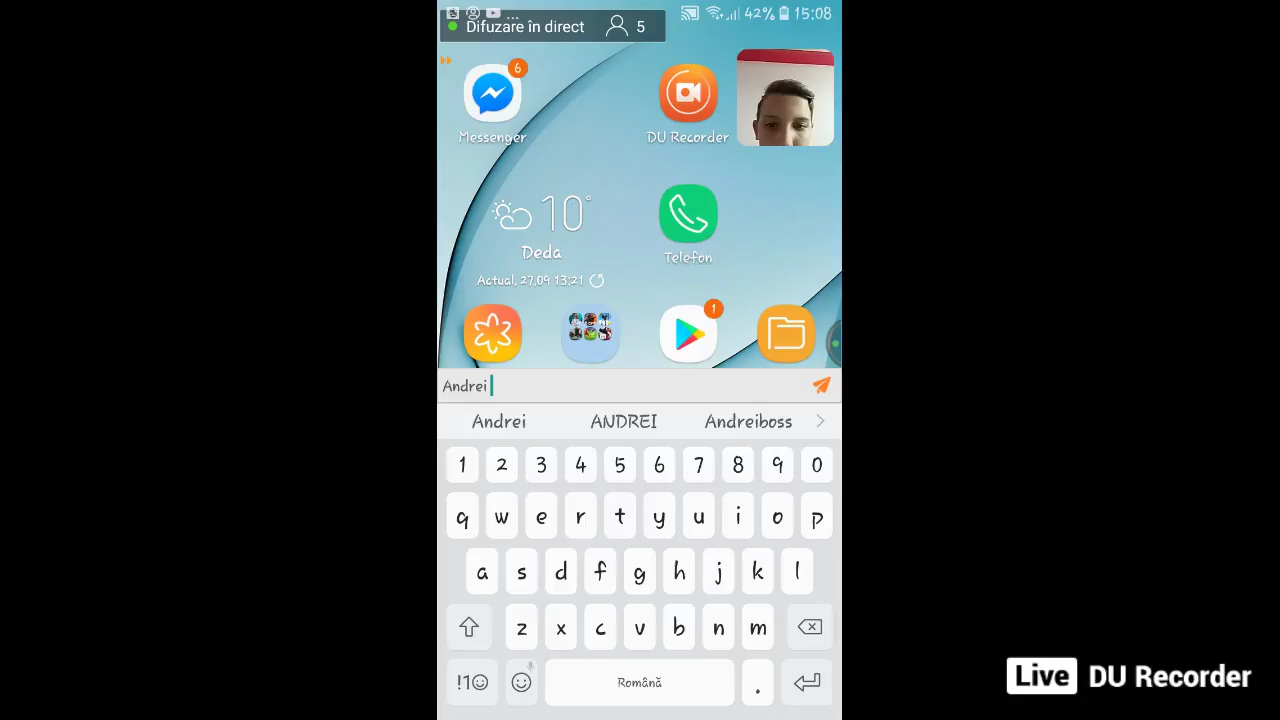 ... 42% 15:08
Difuzare în direct 5
6
Messenger
DU Recorder
10°
Deda
Actual, 27.09 13:21
Telefon
1
Andrei
Andrei ANDREI Andreiboss
1 2 3 4 5 6 7 8 9 0
q w e r t y u i o p
a s d f g h j k l
z x c v b n m
!1☺ Română .
Live DU Recorder